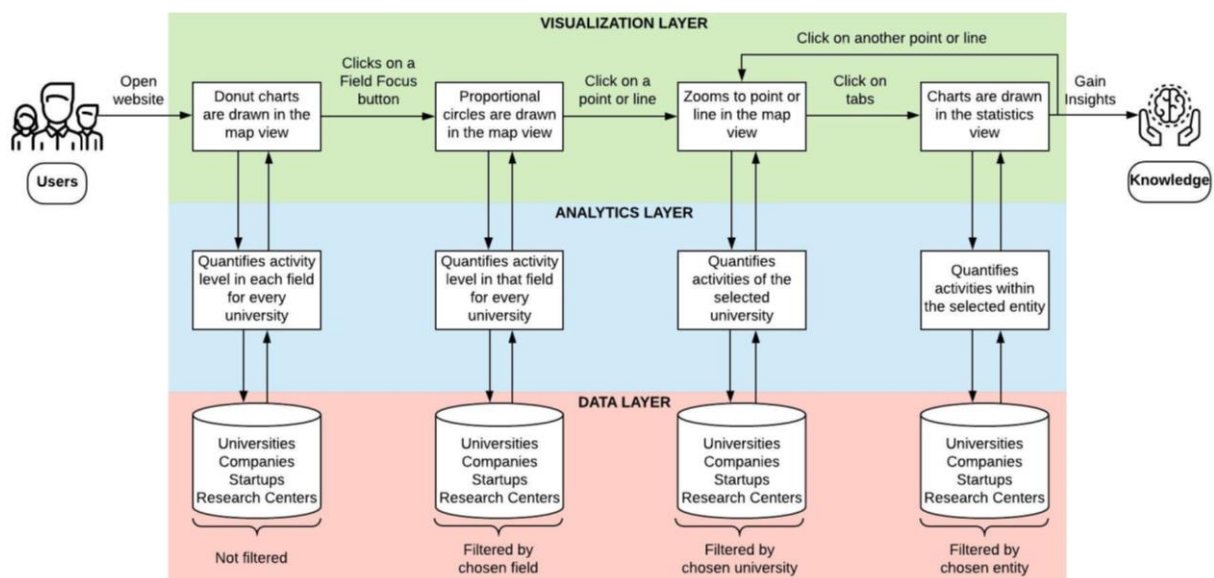 VISUALIZATION LAYER
Click on another point or line
Open
website
Clicks on a
Field Focus
button
Click on a
point or line
Click on
tabs
Gain
Insights
Donut charts
are drawn in the
map view
Proportional
circles are drawn
in the map view
Zooms to point or
line in the map
view
Charts are drawn
in the statistics
view
Users
Knowledge
ANALYTICS LAYER
Quantifies activity
level in each field
for every
university
Quantifies activity
level in that field
for every
university
Quantifies
activities of the
selected
university
Quantifies
activities within
the selected entity
DATA LAYER
Universities
Companies
Startups
Research Centers
Universities
Companies
Startups
Research Centers
Universities
Companies
Startups
Research Centers
Universities
Companies
Startups
Research Centers
Not filtered
Filtered by
chosen field
Filtered by
chosen university
Filtered by
chosen entity